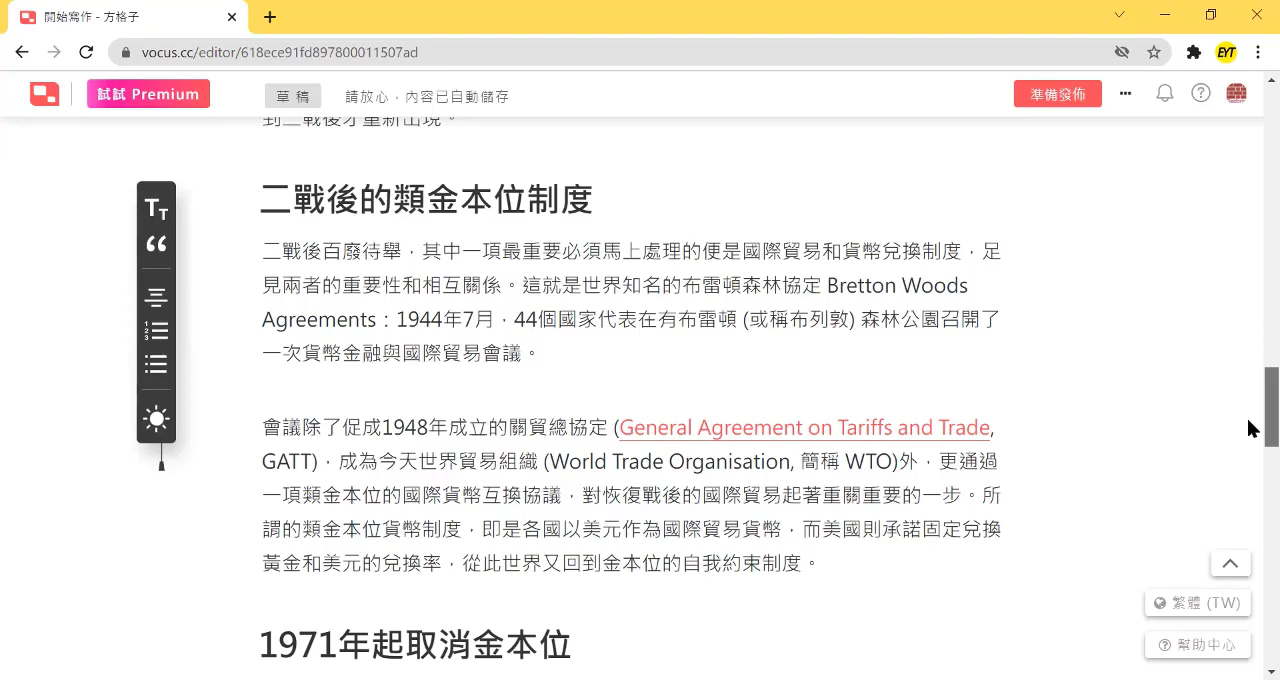 開始寫作 - 方格子
vocus.cc/editor/618ece91fd897800011507ad
EYT
試試 Premium
草稿
請放心，內容已自動儲存
準備發佈
到二戰後才重新出現。
二戰後的類金本位制度
二戰後百廢待舉，其中一項最重要必須馬上處理的便是國際貿易和貨幣兌換制度，足
見兩者的重要性和相互關係。這就是世界知名的布雷頓森林協定 Bretton Woods
Agreements：1944年7月，44個國家代表在有布雷頓 (或稱布列敦) 森林公園召開了
一次貨幣金融與國際貿易會議。
會議除了促成1948年成立的關貿總協定 (General Agreement on Tariffs and Trade,
GATT)，成為今天世界貿易組織 (World Trade Organisation, 簡稱 WTO)外，更通過
一項類金本位的國際貨幣互換協議，對恢復戰後的國際貿易起著重關重要的一步。所
謂的類金本位貨幣制度，即是各國以美元作為國際貿易貨幣，而美國則承諾固定兌換
黃金和美元的兌換率，從此世界又回到金本位的自我約束制度。
1971年起取消金本位
繁體 (TW)
幫助中心